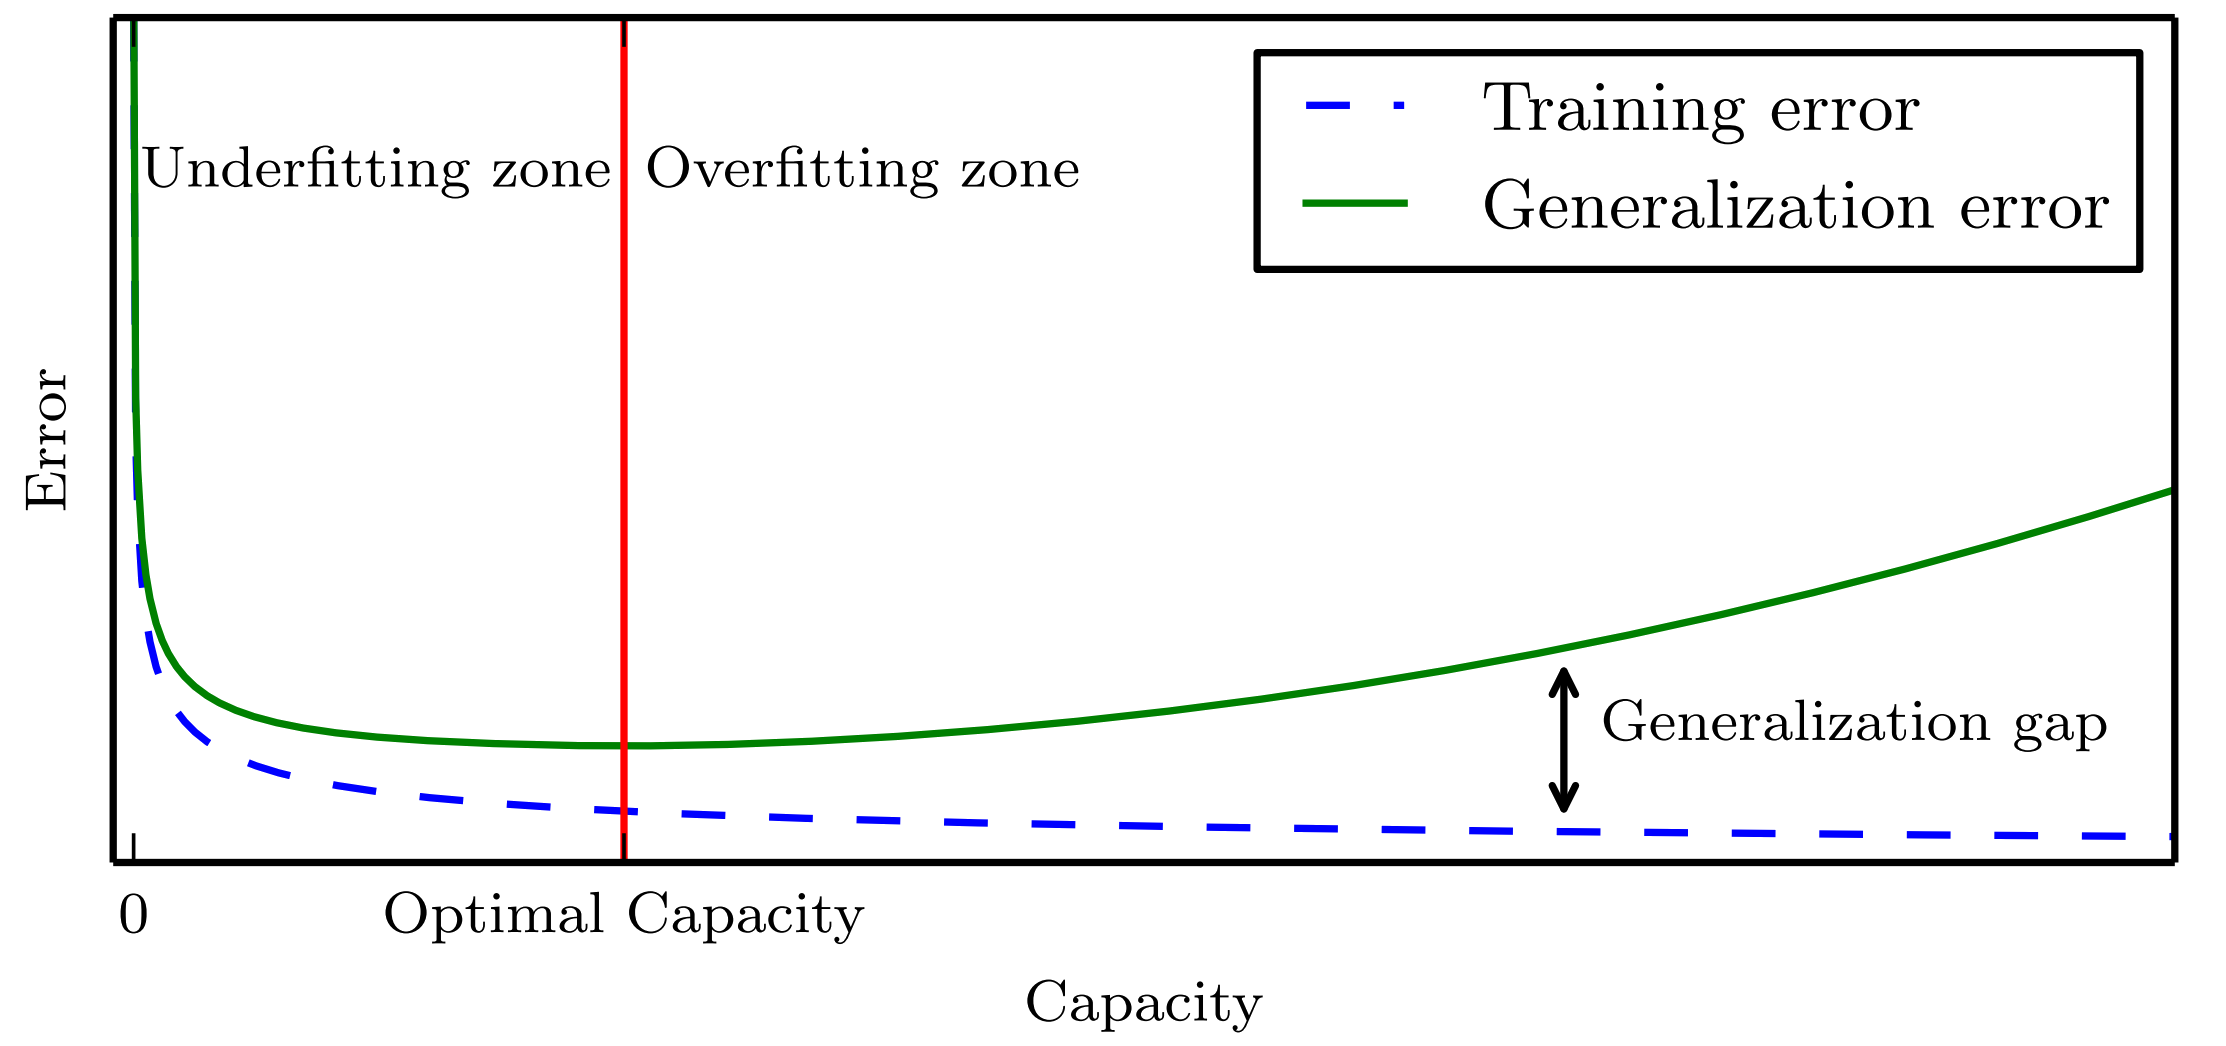 Training error
Generalization error
Underfitting zone
Overfitting zone
Error
Generalization gap
0
Optimal Capacity
Capacity